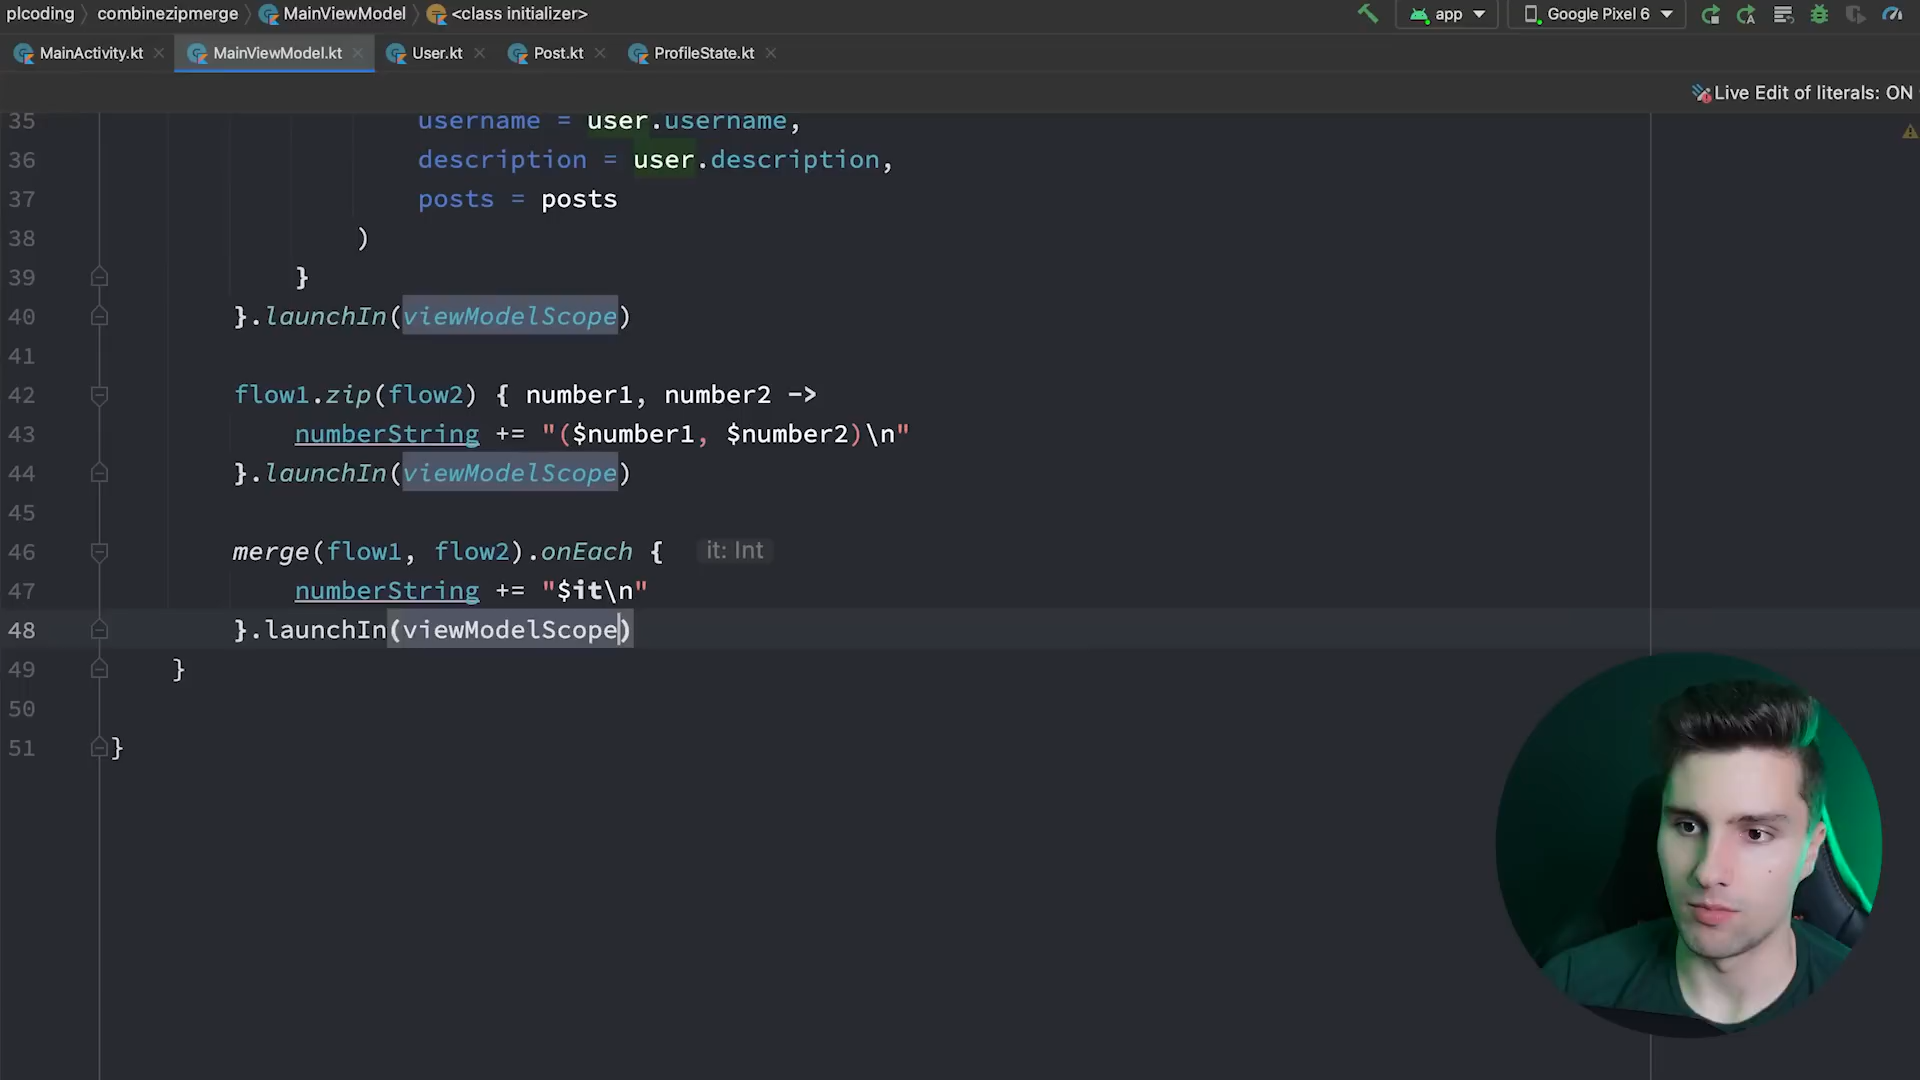 plcoding combinezipmerge MainViewModel <class initializer> app Google Pixel 6
MainActivity.kt MainViewModel.kt User.kt Post.kt ProfileState.kt
Live Edit of literals: ON
35 username = user.username,
36 description = user.description,
37 posts = posts
38 )
39 }
40 }.launchIn(viewModelScope)
41
42 flow1.zip(flow2) { number1, number2 ->
43 numberString += "($number1, $number2)\n"
44 }.launchIn(viewModelScope)
45
46 merge(flow1, flow2).onEach { it: Int
47 numberString += "$it\n"
48 }.launchIn(viewModelScope)
49 }
50
51 }